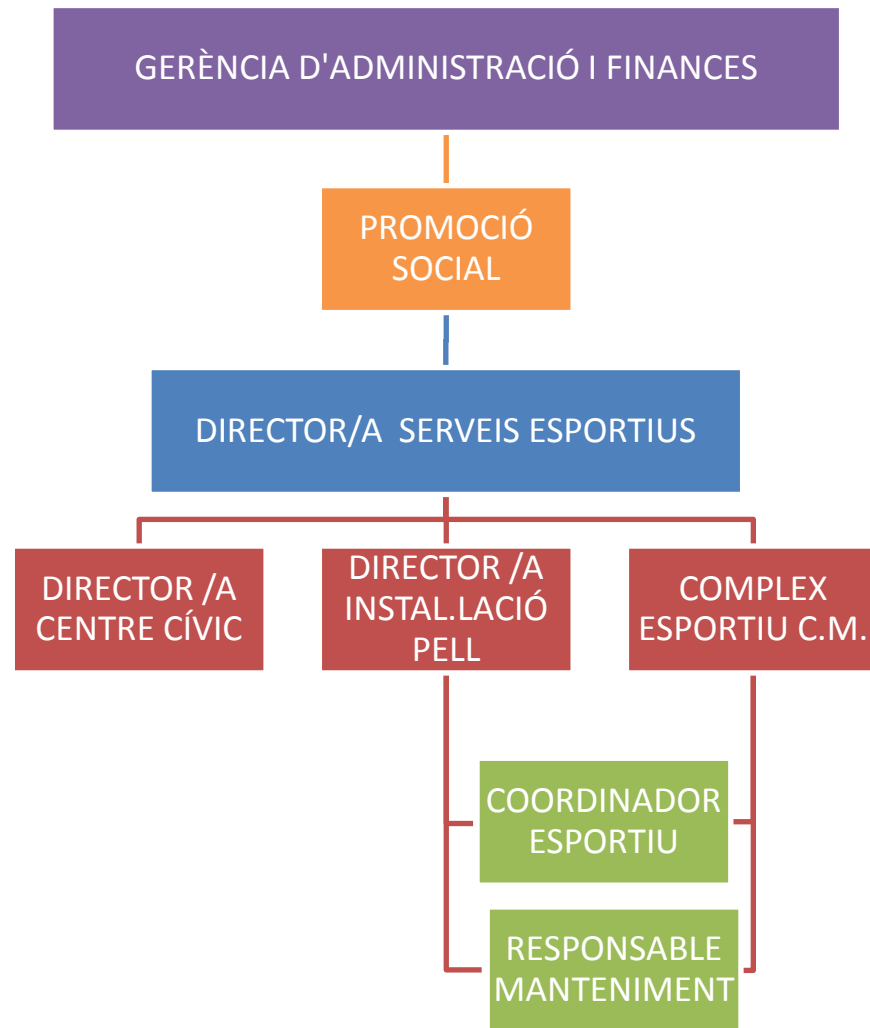 GERÈNCIA D'ADMINISTRACIÓ I FINANCES
PROMOCIÓ
SOCIAL
DIRECTOR/A SERVEIS ESPORTIUS
DIRECTOR /A
CENTRE CÍVIC
DIRECTOR /A
INSTAL.LACIÓ
PELL
COMPLEX
ESPORTIU C.M.
COORDINADOR
ESPORTIU
RESPONSABLE
MANTENIMENT